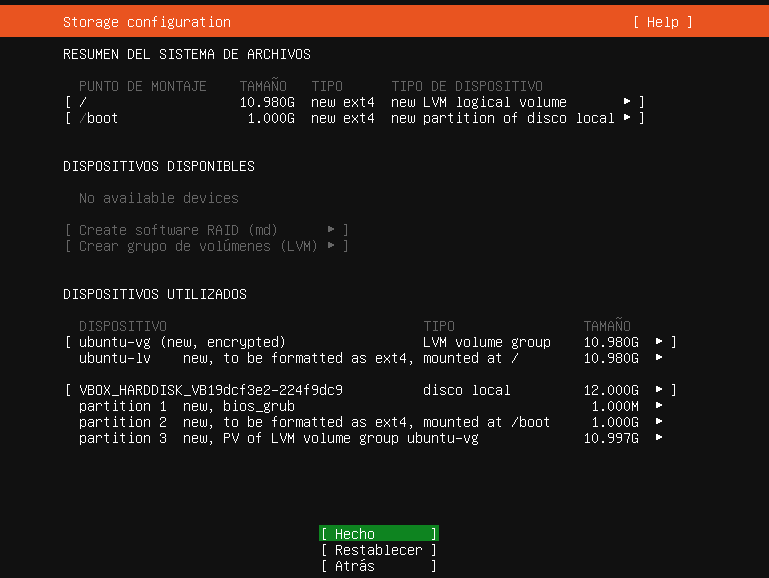 Storage configuration [ Help ]
RESUMEN DEL SISTEMA DE ARCHIVOS
PUNTO DE MONTAJE TAMAÑO TIPO TIPO DE DISPOSITIVO
[ / 10.980G new ext4 new LVM logical volume ▸ ]
[ /boot 1.000G new ext4 new partition of disco local ▸ ]
DISPOSITIVOS DISPONIBLES
No available devices
[ Create software RAID (md) ▸ ]
[ Crear grupo de volúmenes (LVM) ▸ ]
DISPOSITIVOS UTILIZADOS
DISPOSITIVO TIPO TAMAÑO
[ ubuntu-vg (new, encrypted) LVM volume group 10.980G ▸ ]
ubuntu-lv new, to be formatted as ext4, mounted at / 10.980G ▸
[ VBOX_HARDDISK_VB19dcf3e2-224f9dc9 disco local 12.000G ▸ ]
partition 1 new, bios_grub 1.000M ▸
partition 2 new, to be formatted as ext4, mounted at /boot 1.000G ▸
partition 3 new, PV of LVM volume group ubuntu-vg 10.997G ▸
[ Hecho ]
[ Restablecer ]
[ Atrás ]